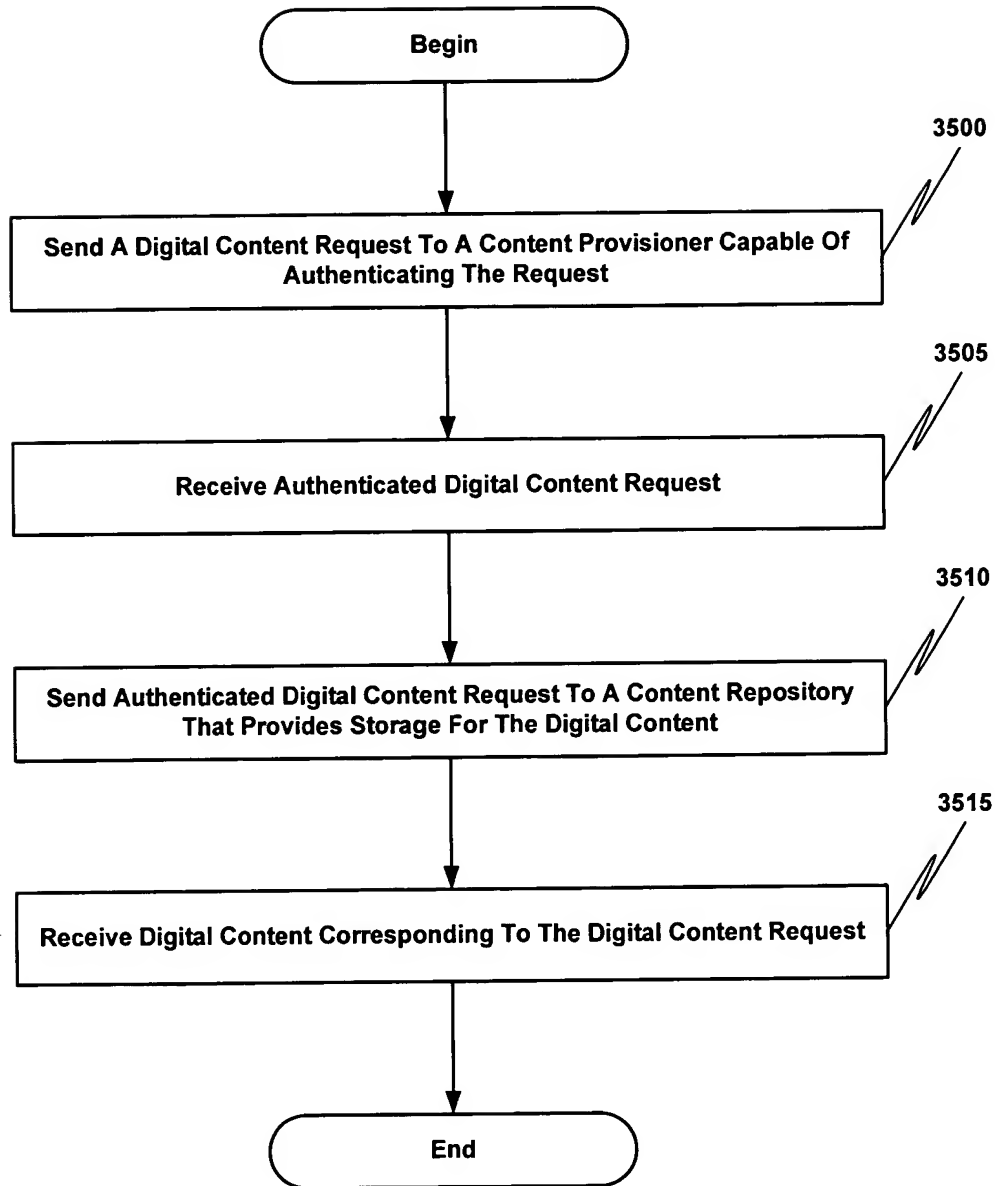 Begin
3500
Send A Digital Content Request To A Content Provisioner Capable Of
Authenticating The Request
3505
Receive Authenticated Digital Content Request
3510
Send Authenticated Digital Content Request To A Content Repository
That Provides Storage For The Digital Content
3515
Receive Digital Content Corresponding To The Digital Content Request
End